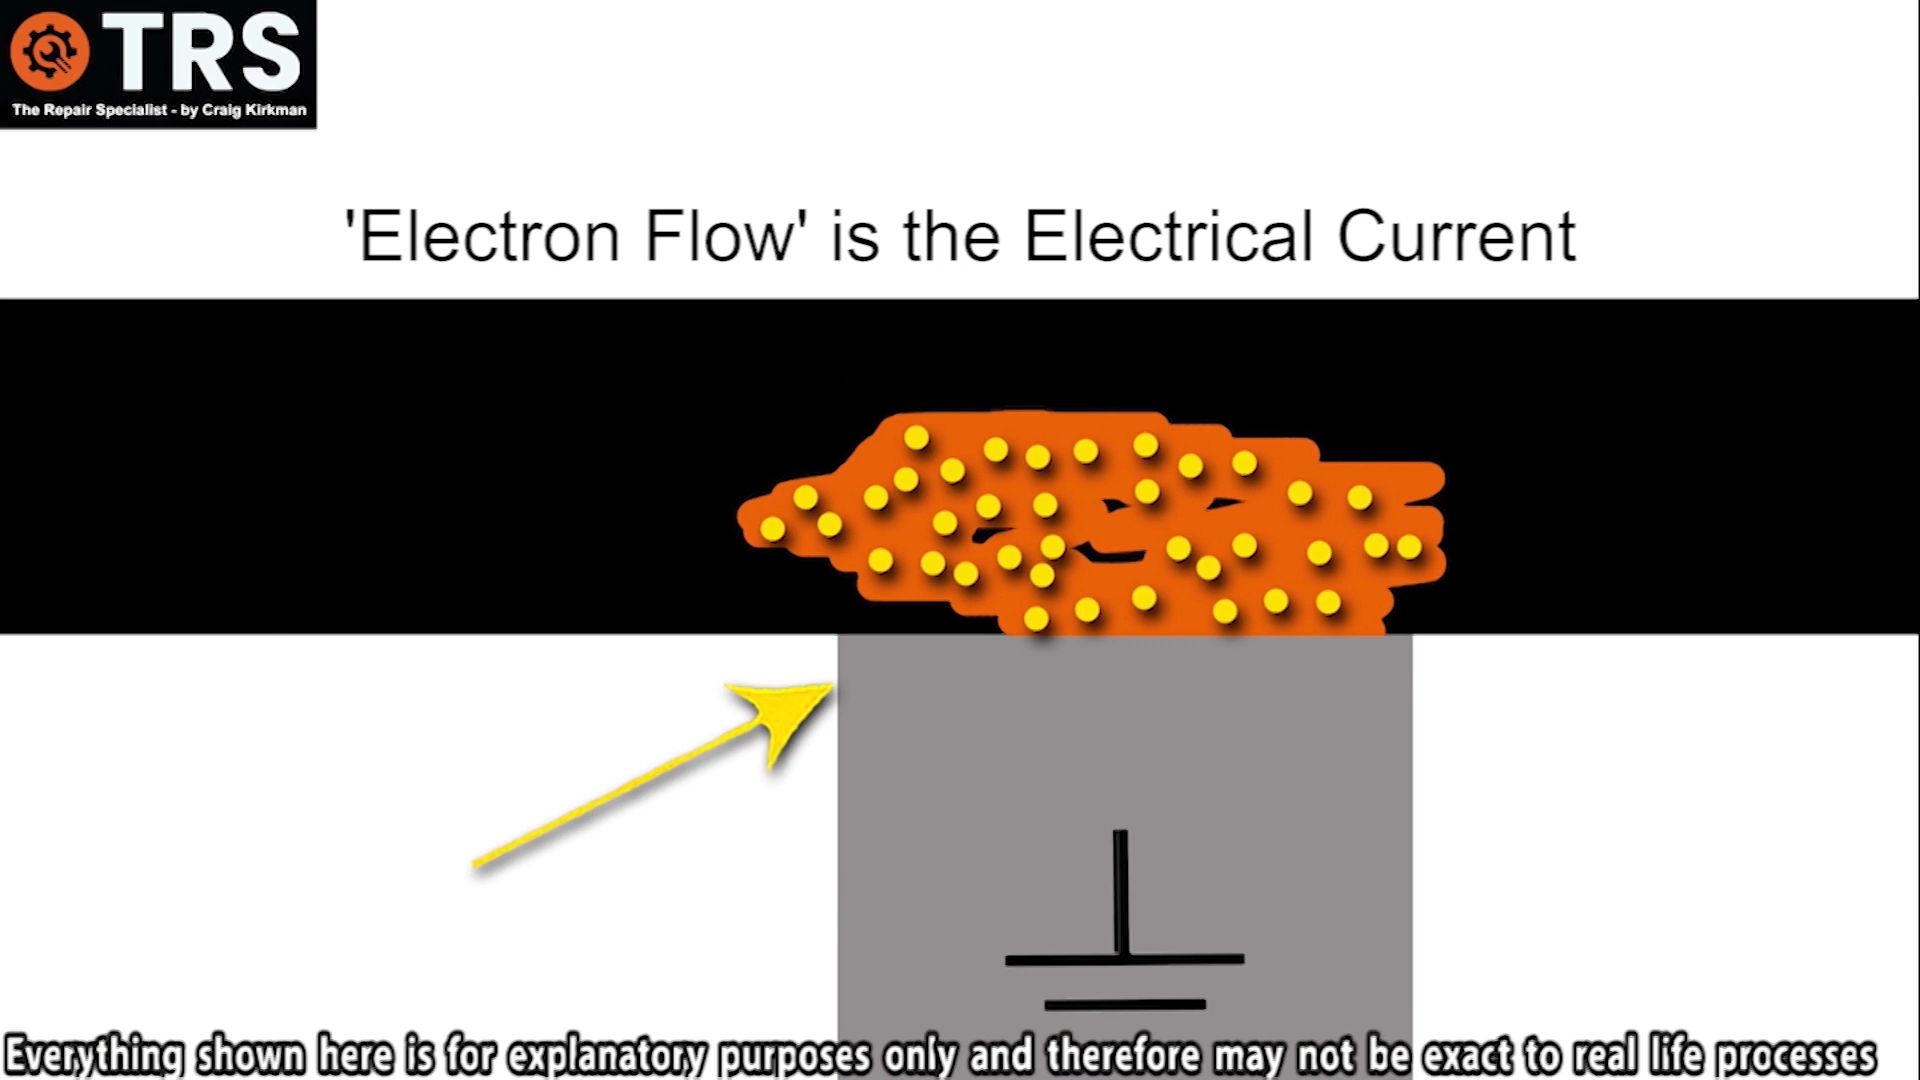 TRS
The Repair Specialist - by Craig Kirkman
'Electron Flow' is the Electrical Current
Everything shown here is for explanatory purposes only and therefore may not be exact to real life processes